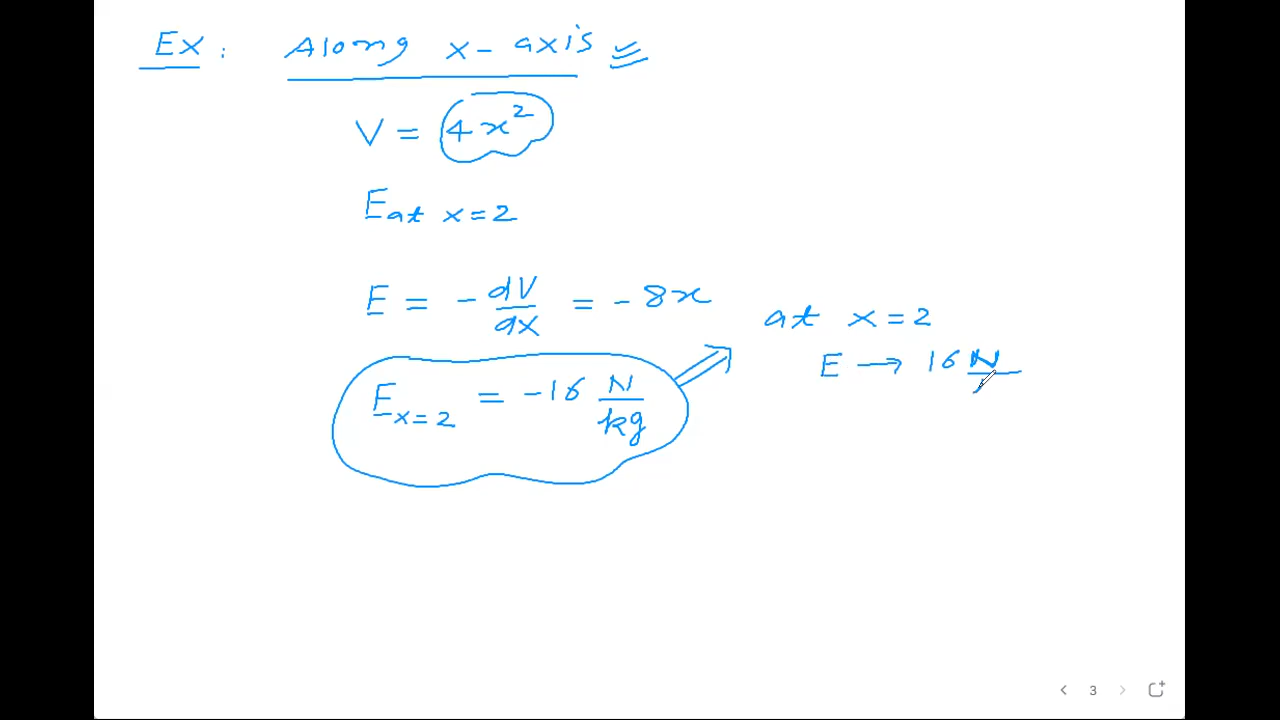 Ex: Along x-axis
V = 4x²
E at x=2
E = -dV/dx = -8x
at x=2
E → 16 N/
E x=2 = -16 N/kg
3